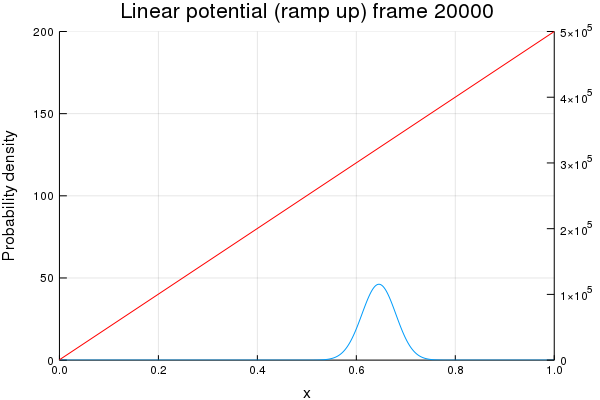 Linear potential (ramp up) frame 20000
Probability density
200
150
100
50
0
5×10⁵
4×10⁵
3×10⁵
2×10⁵
1×10⁵
0
0.0 0.2 0.4 0.6 0.8 1.0
x